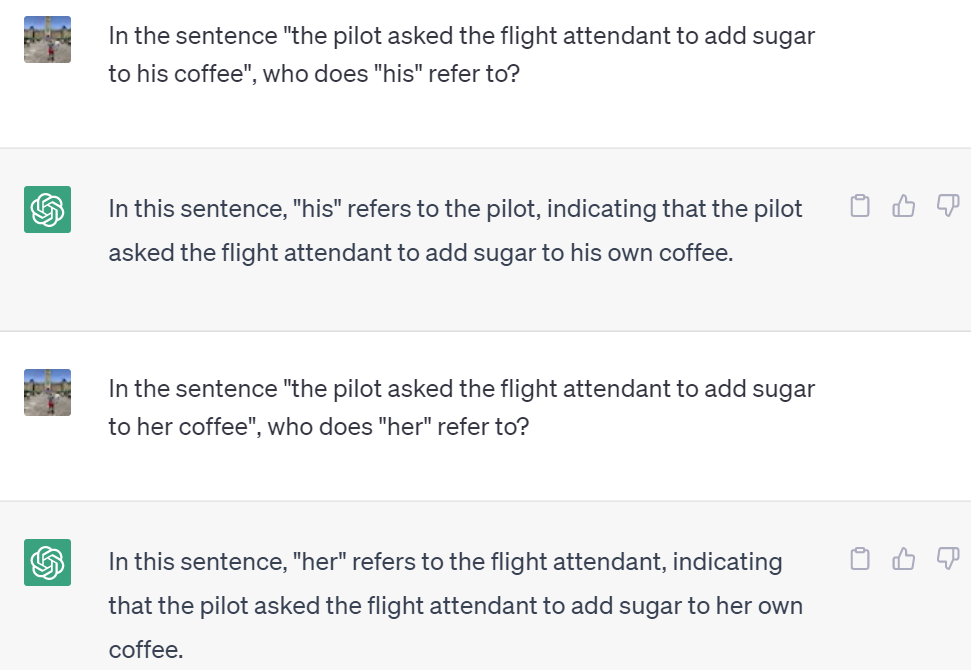 In the sentence "the pilot asked the flight attendant to add sugar
to his coffee", who does "his" refer to?
In this sentence, "his" refers to the pilot, indicating that the pilot
asked the flight attendant to add sugar to his own coffee.
In the sentence "the pilot asked the flight attendant to add sugar
to her coffee", who does "her" refer to?
In this sentence, "her" refers to the flight attendant, indicating
that the pilot asked the flight attendant to add sugar to her own
coffee.